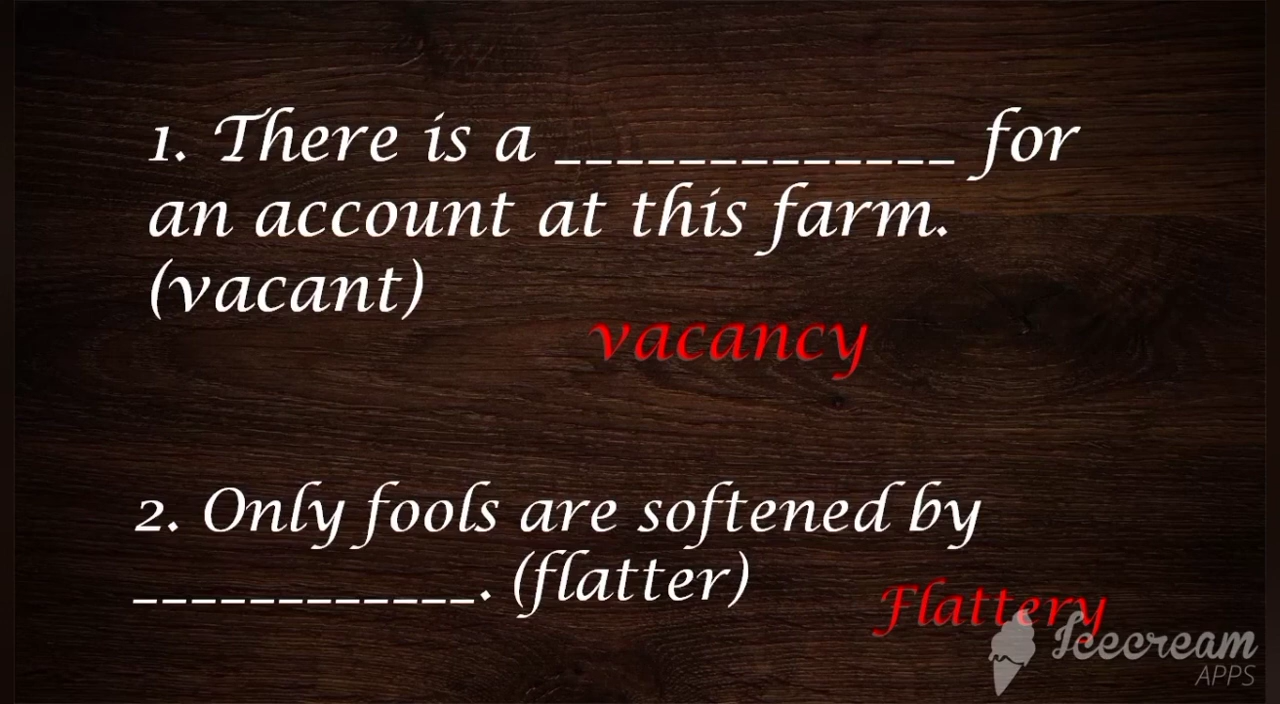 1. There is a _____________ for
an account at this farm.
(vacant)
vacancy
2. Only fools are softened by
____________. (flatter)
Flattery
Icecream
APPS